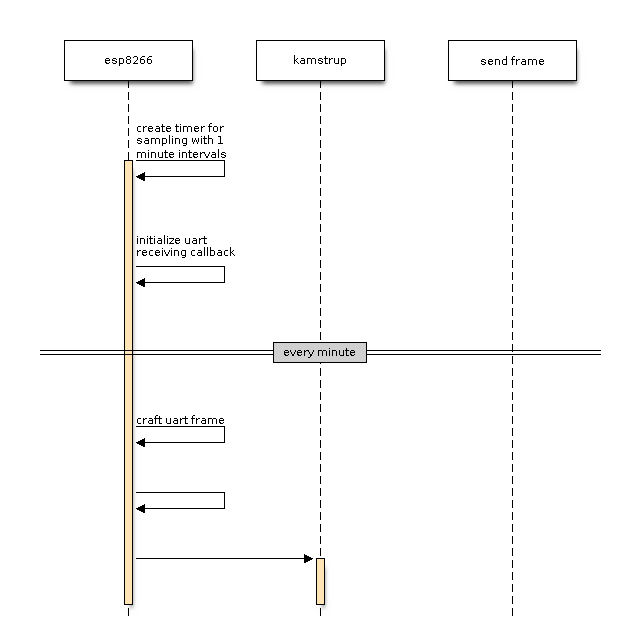 esp8266
kamstrup
send frame
create timer for
sampling with 1
minute intervals
initialize uart
receiving callback
every minute
craft uart frame